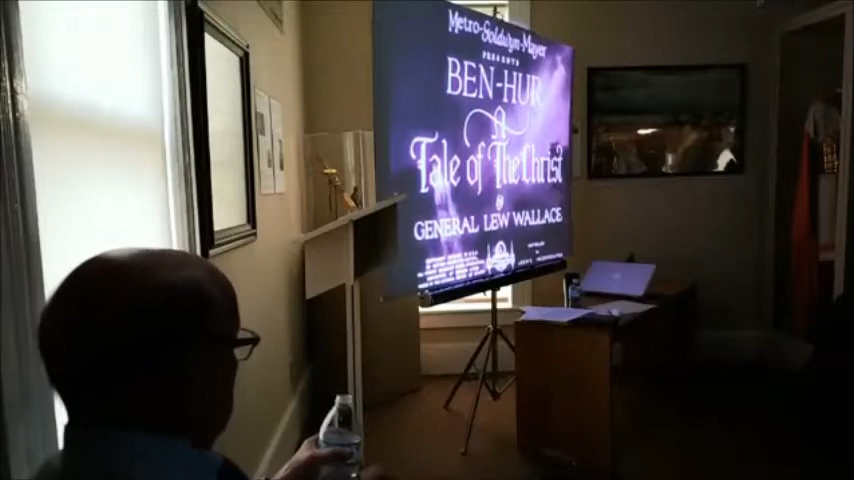 Metro-Goldwyn-Mayer
PRESENTS
BEN-HUR
A
Tale of The Christ
By
GENERAL LEW WALLACE